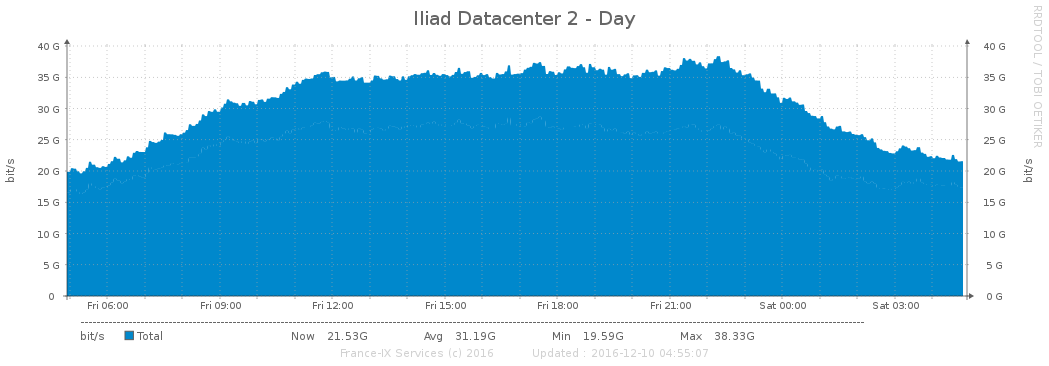 Iliad Datacenter 2 - Day
RRDTOOL / TOBI OETIKER
40 G 40 G
35 G 35 G
30 G 30 G
25 G 25 G
20 G 20 G
15 G 15 G
10 G 10 G
5 G 5 G
0 0 G
bit/s bit/s
Fri 06:00 Fri 09:00 Fri 12:00 Fri 15:00 Fri 18:00 Fri 21:00 Sat 00:00 Sat 03:00
bit/s Total Now 21.53G Avg 31.19G Min 19.59G Max 38.33G
France-IX Services (c) 2016 Updated : 2016-12-10 04:55:07